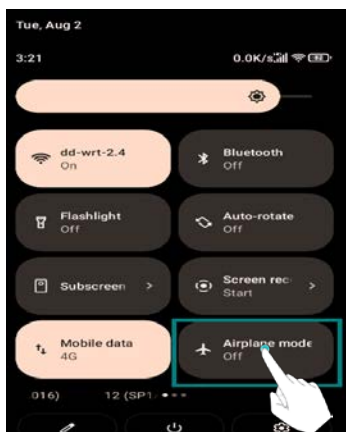 Tue, Aug 2
3:21 0.0K/s 92
dd-wrt-2.4
On
Bluetooth
Off
Flashlight
Off
Auto-rotate
Off
Subscreen >
Screen rec >
Start
Mobile data
4G
Airplane mode
Off
016) 12 (SP1